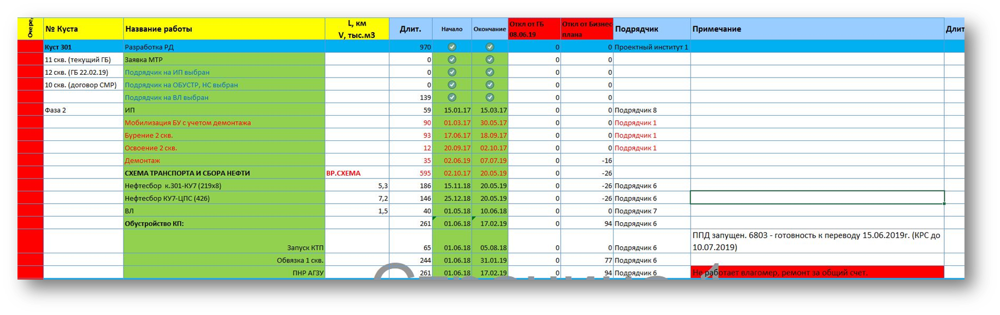 Очере,
№ Куста Название работы L, км V, тыс.м3 Длит. Начало Окончание Откл от ГБ 08.06.19 Откл от Бизнес плана Подрядчик Примечание Длит
Куст 301 Разработка РД 970 0 0 Проектный институт 1
11 скв. (текущий ГБ) Заявка МТР 0 0 0
12 скв. (ГБ 22.02.19) Подрядчик на ИП выбран 0 0 0
10 скв. (договор СМР) Подрядчик на ОБУСТР, НС выбран 0 0 0
Подрядчик на ВЛ выбран 139 0 0
Фаза 2 ИП 59 15.01.17 15.03.17 0 0 Подрядчик 8
Мобилизация БУ с учетом демонтажа 90 01.03.17 30.05.17 0 0 Подрядчик 1
Бурение 2 скв. 93 17.06.17 18.09.17 0 0 Подрядчик 1
Освоение 2 скв. 12 20.09.17 02.10.17 0 0 Подрядчик 1
Демонтаж 35 02.06.19 07.07.19 0 -16
СХЕМА ТРАНСПОРТА И СБОРА НЕФТИ ВР.СХЕМА 595 02.10.17 20.05.19 0 -26
Нефтесбор к.301-КУ7 (219х8) 5,3 186 15.11.18 20.05.19 0 -26 Подрядчик 6
Нефтесбор КУ7-ЦПС (426) 7,2 146 25.12.18 20.05.19 0 -26 Подрядчик 6
ВЛ 1,5 40 01.05.18 10.06.18 0 0 Подрядчик 7
Обустройство КП: 261 01.06.18 17.02.19 0 94 Подрядчик 6
Запуск КТП 65 01.06.18 05.08.18 0 0 Подрядчик 6 ППД запущен. 6803 - готовность к переводу 15.06.2019г. (КРС до
10.07.2019)
Обвязка 1 скв. 244 01.06.18 31.01.19 0 77 Подрядчик 6
ПНР АГЗУ 261 01.06.18 17.02.19 0 94 Подрядчик 6 Не работает влагомер, ремонт за общий счет.